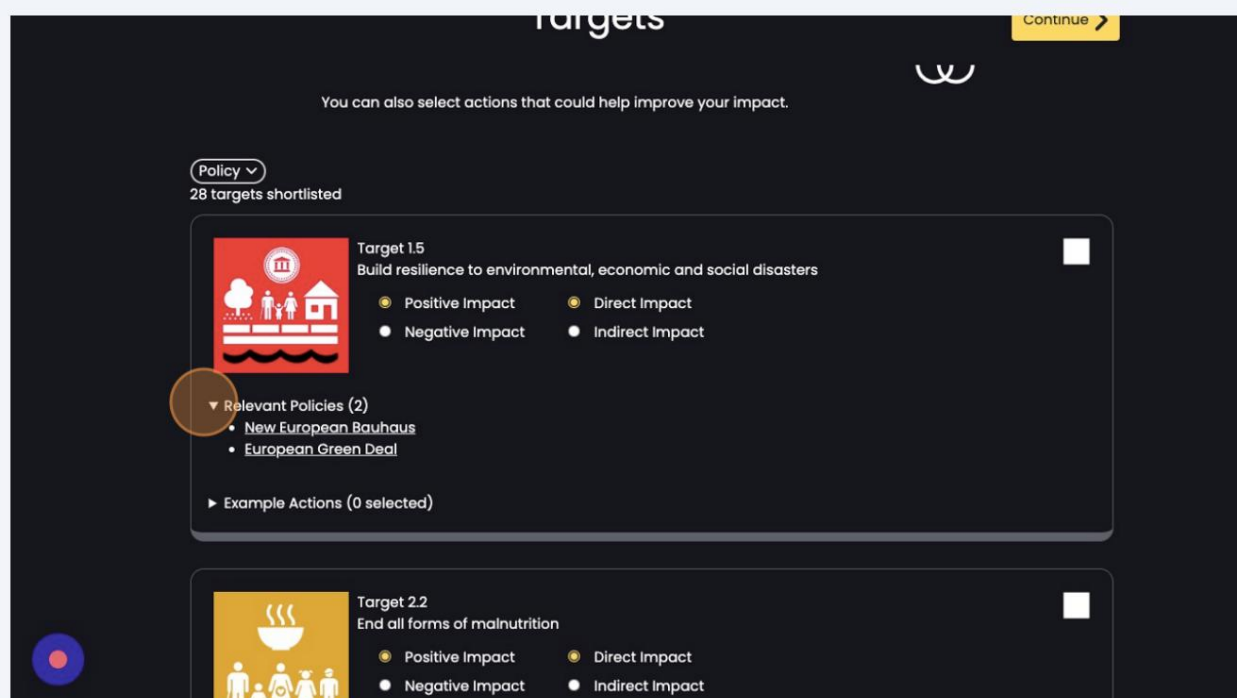 Targets
Continue
You can also select actions that could help improve your impact.
Policy
28 targets shortlisted
Target 1.5
Build resilience to environmental, economic and social disasters
Positive Impact Direct Impact
Negative Impact Indirect Impact
Relevant Policies (2)
New European Bauhaus
European Green Deal
Example Actions (0 selected)
Target 2.2
End all forms of malnutrition
Positive Impact Direct Impact
Negative Impact Indirect Impact